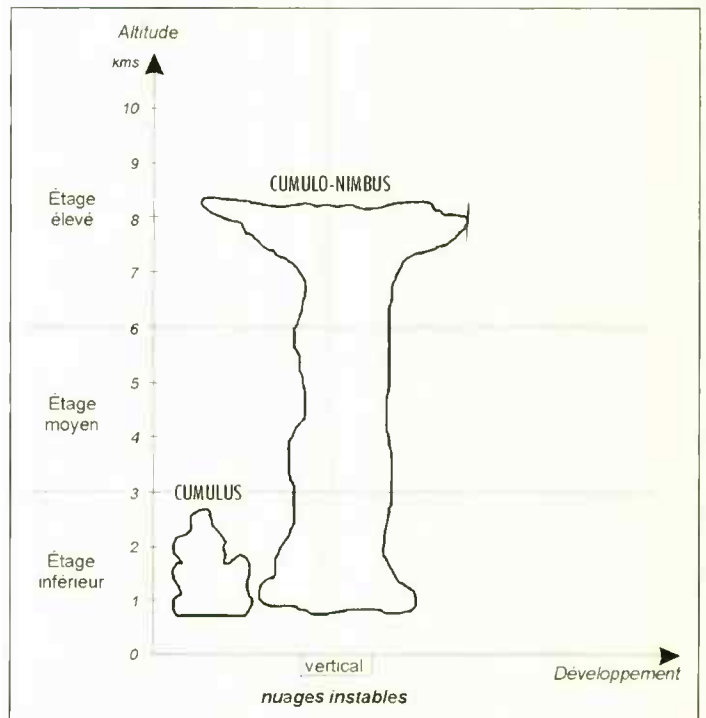 Altitude
kms
10
9
CUMULO-NIMBUS
Étage
élevé
8
7
6
5
Étage
moyen
4
3
CUMULUS
2
Étage
inférieur
1
0
vertical
Développement
nuages instables